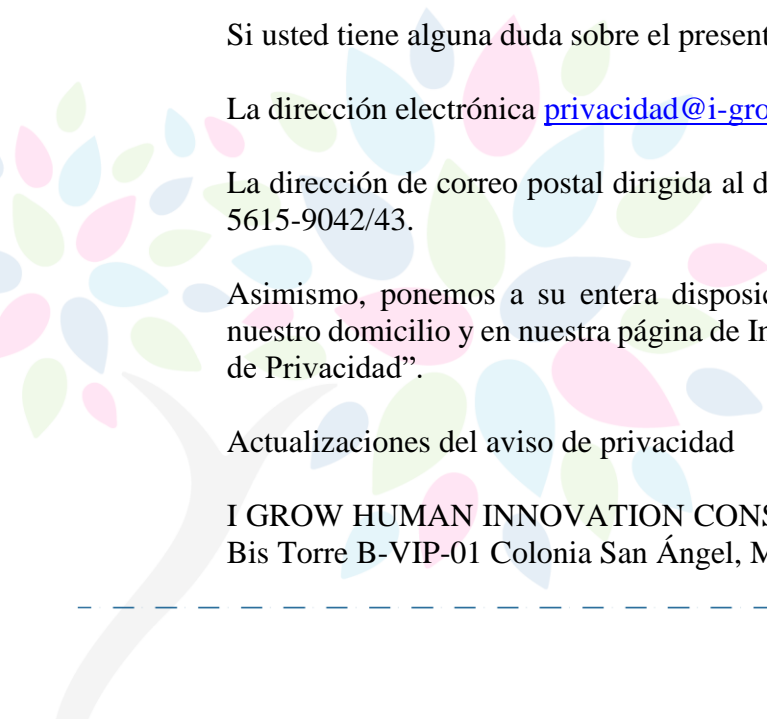 Si usted tiene alguna duda sobre el present
La dirección electrónica privacidad@i-gro
La dirección de correo postal dirigida al d
5615-9042/43.
Asimismo, ponemos a su entera disposic
nuestro domicilio y en nuestra página de In
de Privacidad”.
Actualizaciones del aviso de privacidad
I GROW HUMAN INNOVATION CONS
Bis Torre B-VIP-01 Colonia San Ángel, M